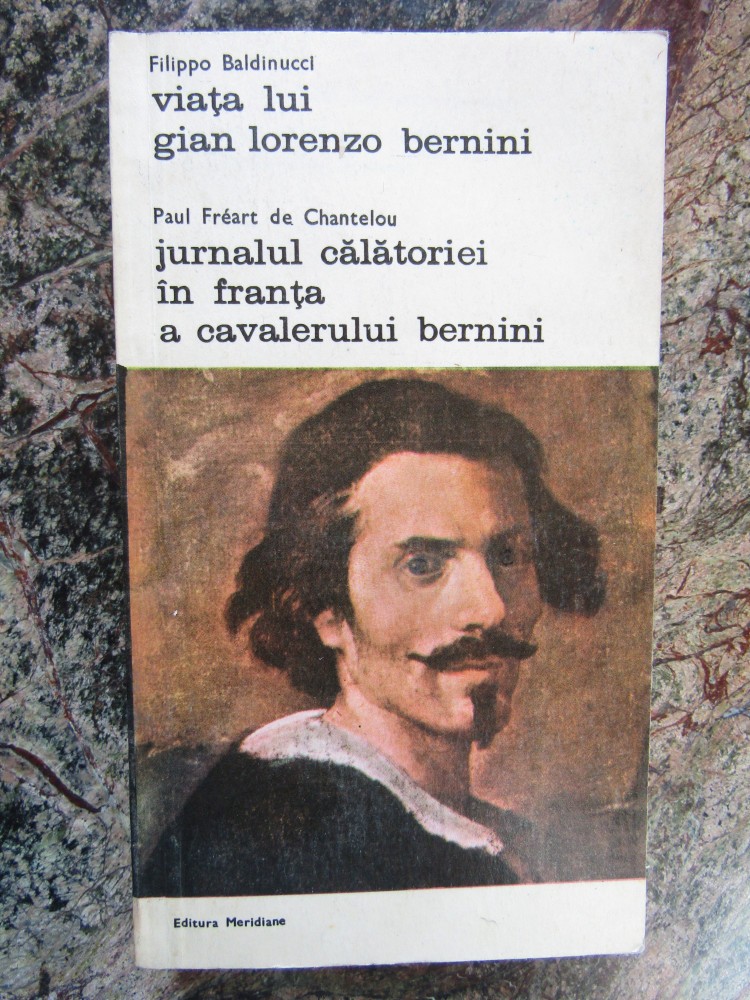 Filippo Baldinucci
viaţa lui
gian lorenzo bernini
Paul Fréart de Chantelou
jurnalul călătoriei
în franţa
a cavalerului bernini
Editura Meridiane